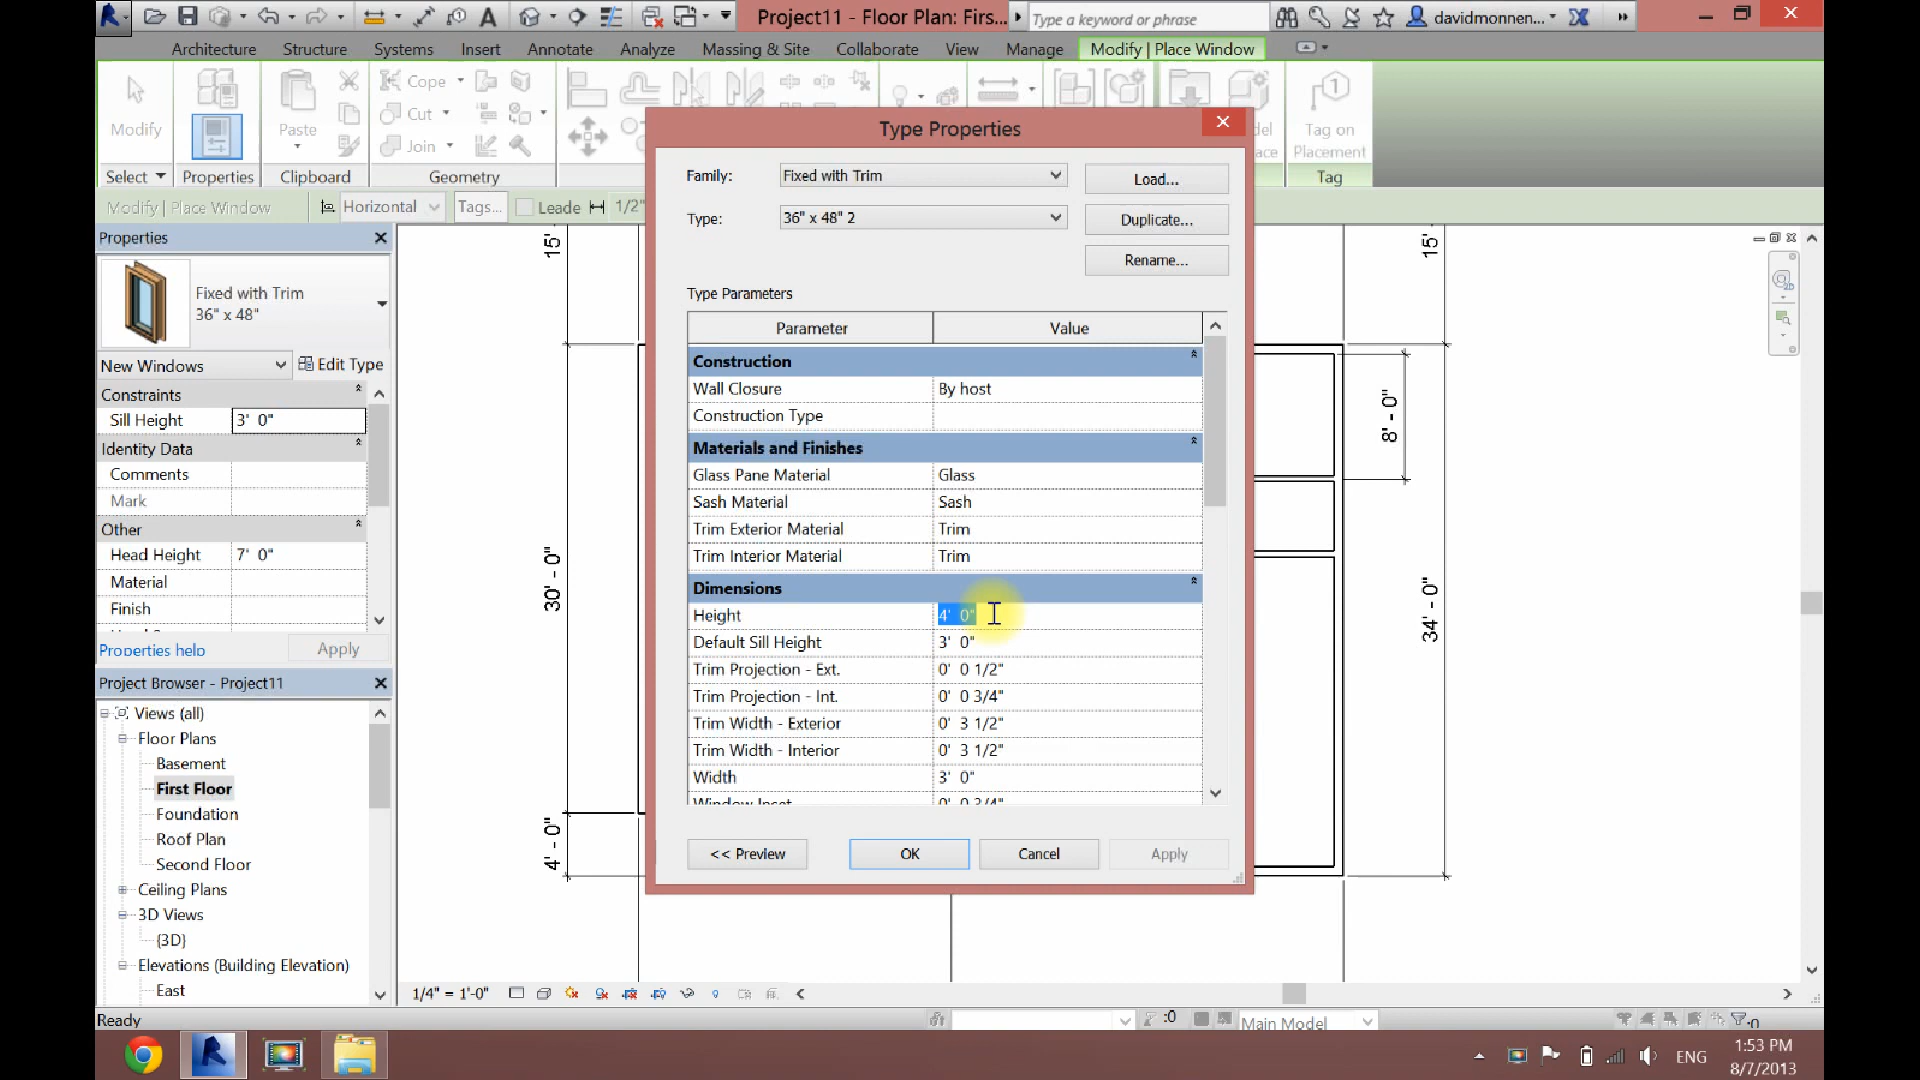 Project11 - Floor Plan: Firs...
Type a keyword or phrase
davidmonnen...
Architecture Structure Systems Insert Annotate Analyze Massing & Site Collaborate View Manage Modify | Place Window
Modify
Paste
Cope
Cut
Join
Tag on
Placement
Select Properties Clipboard Geometry Tag
Modify | Place Window Horizontal Tags... Leade 1/2"
Properties
Fixed with Trim
36" x 48"
New Windows Edit Type
Constraints
Sill Height 3' 0"
Identity Data
Comments
Mark
Other
Head Height 7' 0"
Material
Finish
Properties help Apply
Project Browser - Project11
Views (all)
Floor Plans
Basement
First Floor
Foundation
Roof Plan
Second Floor
Ceiling Plans
3D Views
{3D}
Elevations (Building Elevation)
East
Type Properties
Family: Fixed with Trim Load...
Type: 36" x 48" 2 Duplicate...
Rename...
Type Parameters
Parameter Value
Construction
Wall Closure By host
Construction Type
Materials and Finishes
Glass Pane Material Glass
Sash Material Sash
Trim Exterior Material Trim
Trim Interior Material Trim
Dimensions
Height 4' 0"
Default Sill Height 3' 0"
Trim Projection - Ext. 0' 0 1/2"
Trim Projection - Int. 0' 0 3/4"
Trim Width - Exterior 0' 3 1/2"
Trim Width - Interior 0' 3 1/2"
Width 3' 0"
Window Inset 0' 0 3/4"
<< Preview OK Cancel Apply
15'
30' - 0"
4' - 0"
15'
8' - 0"
34' - 0"
1/4" = 1'-0"
Ready
:0
Main Model
:0
ENG
1:53 PM
8/7/2013